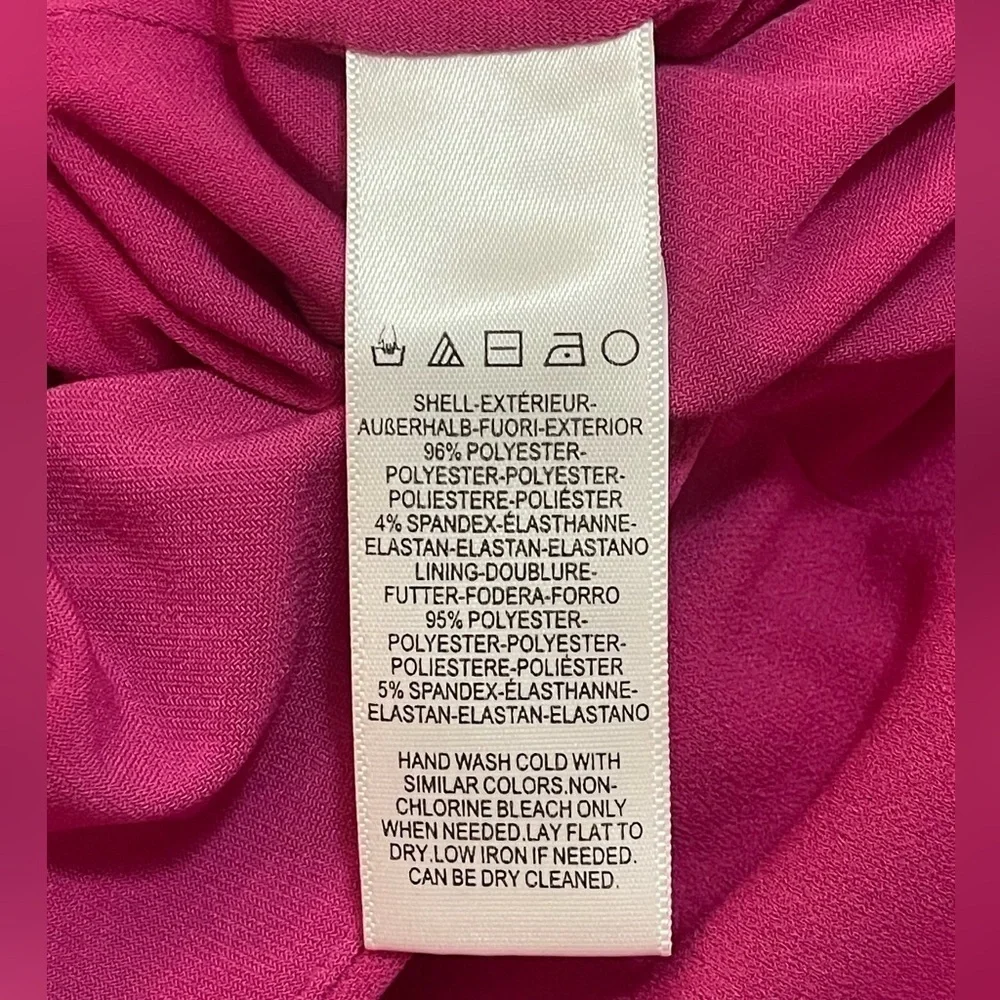 SHELL-EXTÉRIEUR-
AUßERHALB-FUORI-EXTERIOR
96% POLYESTER-
POLYESTER-POLYESTER-
POLIESTERE-POLIÉSTER
4% SPANDEX-ÉLASTHANNE-
ELASTAN-ELASTAN-ELASTANO
LINING-DOUBLURE-
FUTTER-FODERA-FORRO
95% POLYESTER-
POLYESTER-POLYESTER-
POLIESTERE-POLIÉSTER
5% SPANDEX-ÉLASTHANNE-
ELASTAN-ELASTAN-ELASTANO
HAND WASH COLD WITH
SIMILAR COLORS.NON-
CHLORINE BLEACH ONLY
WHEN NEEDED.LAY FLAT TO
DRY.LOW IRON IF NEEDED.
CAN BE DRY CLEANED.